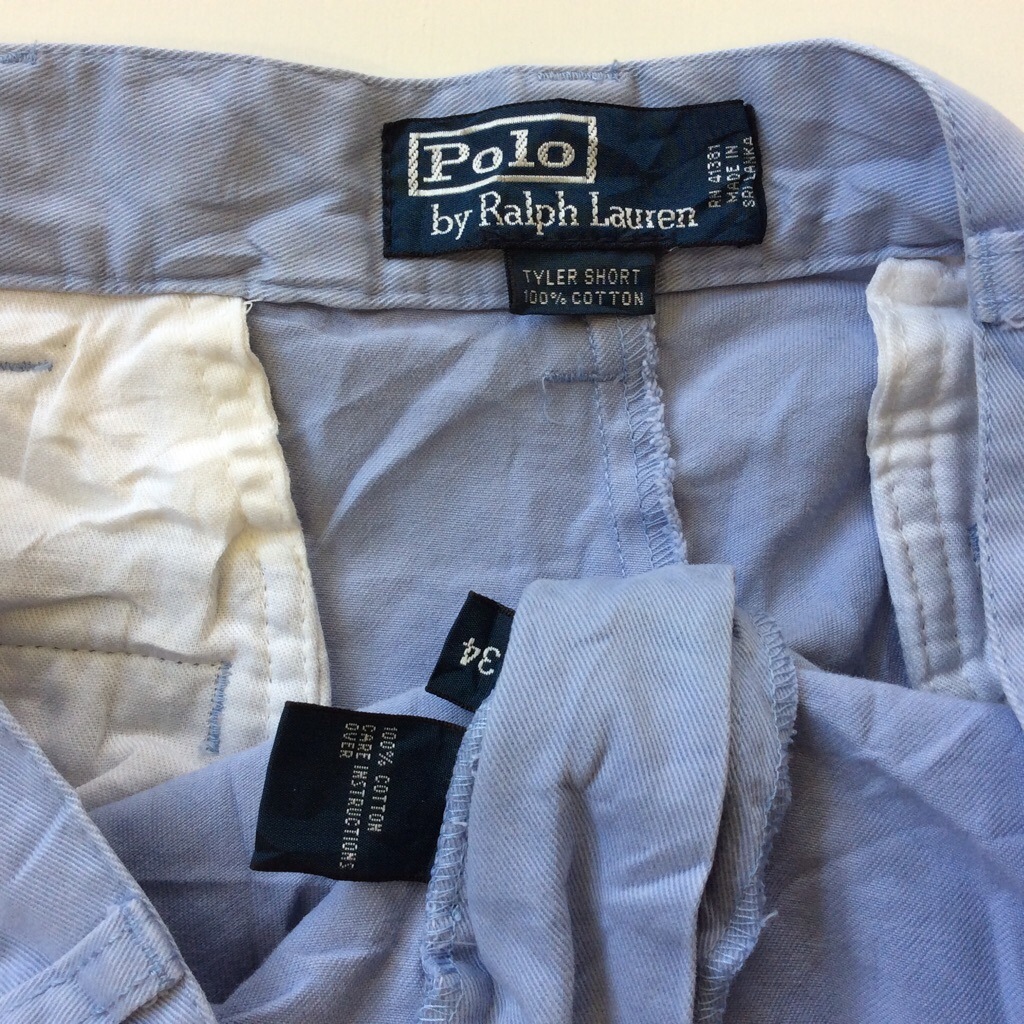 Polo
by Ralph Lauren
RN 41381
MADE IN
SRI LANKA
TYLER SHORT
100% COTTON
34
100% COTTON
CARE INSTRUCTIONS
OVER